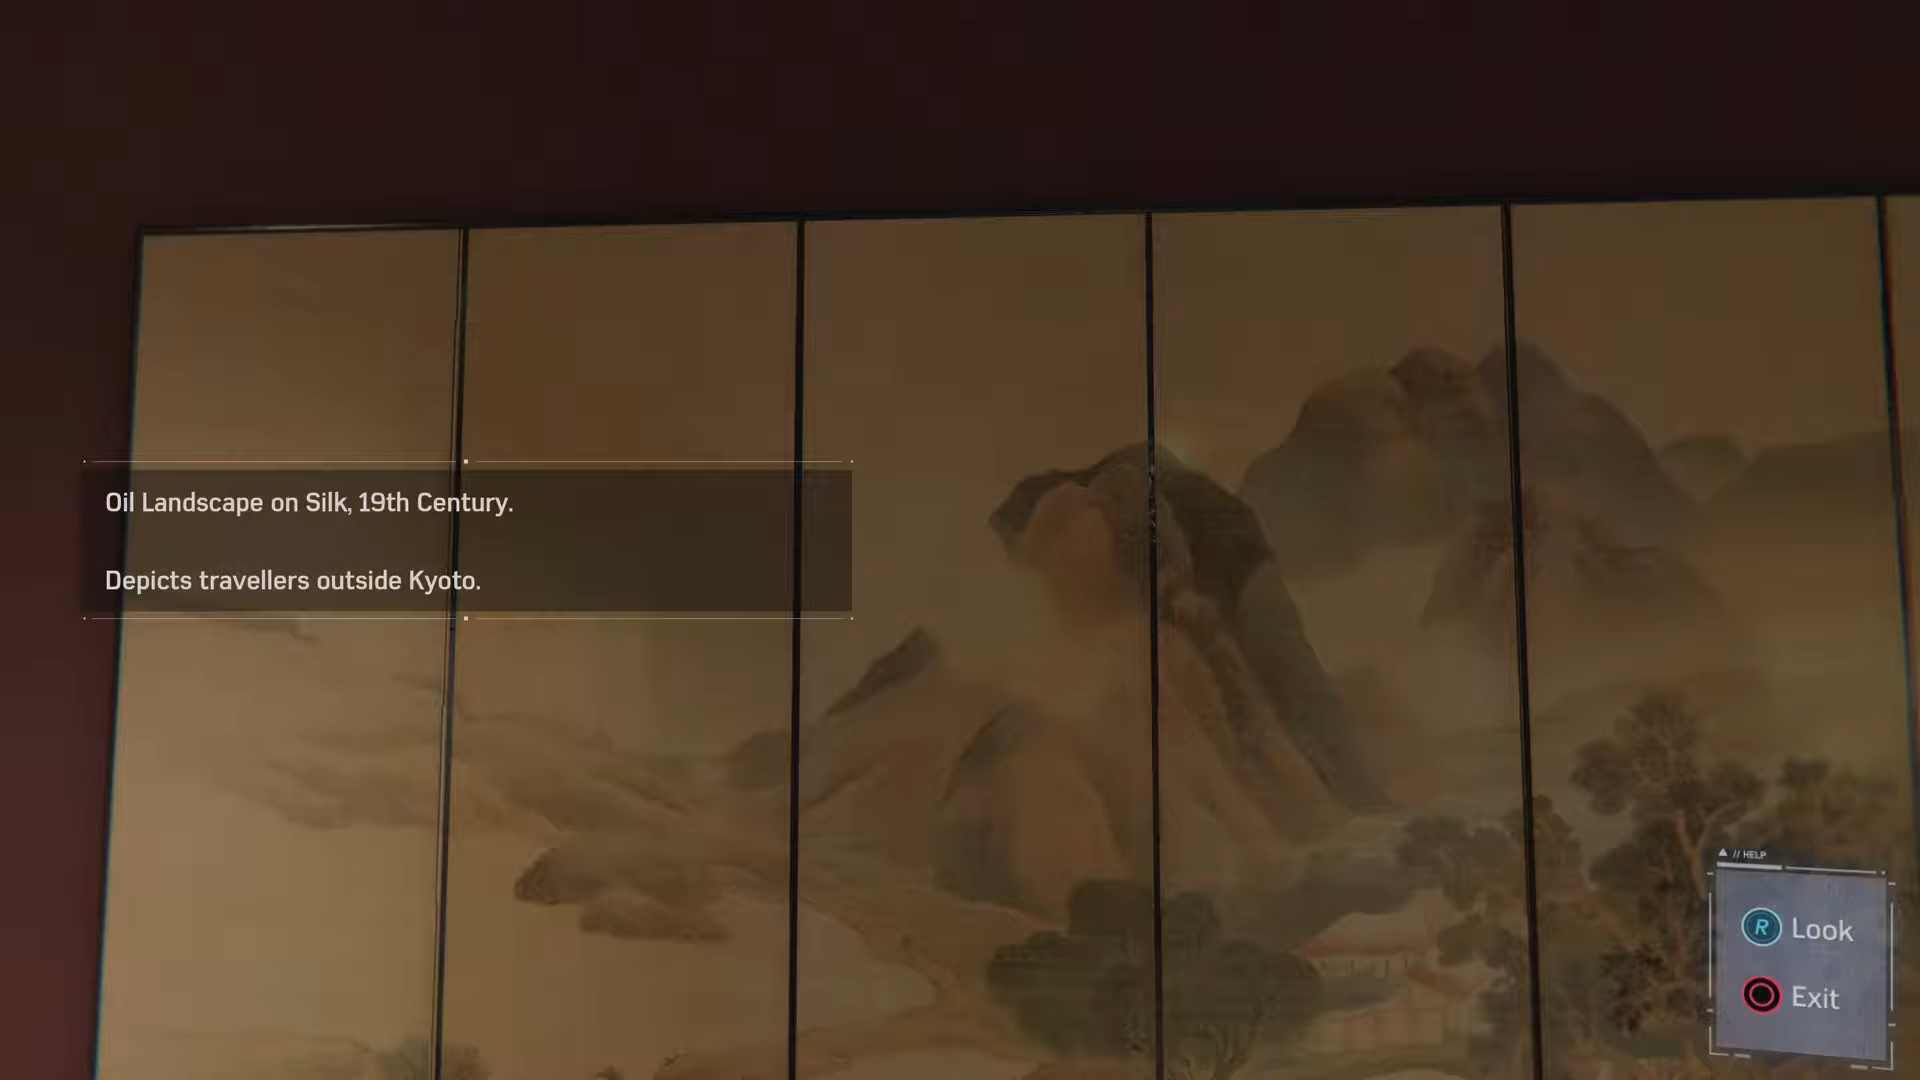 Oil Landscape on Silk, 19th Century.
Depicts travellers outside Kyoto.
// HELP
R Look
Exit